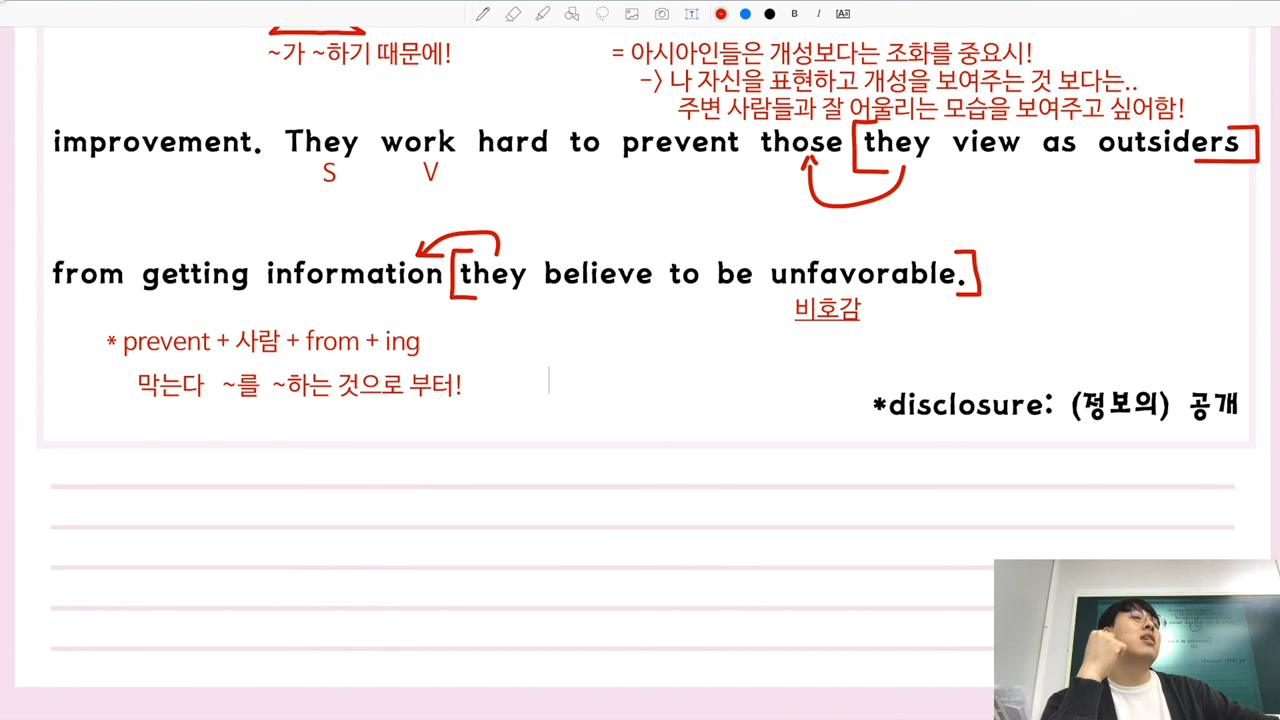 B I A
~가 ~하기 때문에!
= 아시아인들은 개성보다는 조화를 중요시!
-> 나 자신을 표현하고 개성을 보여주는 것 보다는..
주변 사람들과 잘 어울리는 모습을 보여주고 싶어함!
improvement. They work hard to prevent those [they view as outsiders]
S V
from getting information [they believe to be unfavorable.]
비호감
* prevent + 사람 + from + ing
막는다 ~를 ~하는 것으로 부터!
*disclosure: (정보의) 공개